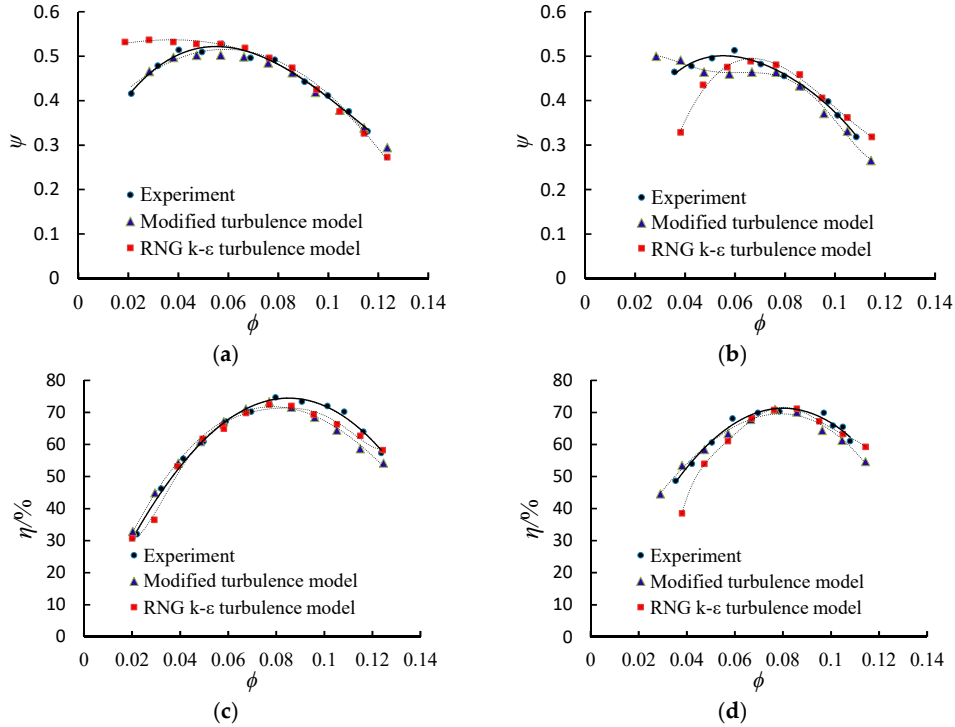 0.6
0.5
0.4
0.3
0.2
0.1
0
ψ
Experiment
Modified turbulence model
RNG k-ε turbulence model
0 0.02 0.04 0.06 0.08 0.1 0.12 0.14
ϕ
(a)
0.6
0.5
0.4
0.3
0.2
0.1
0
ψ
Experiment
Modified turbulence model
RNG k-ε turbulence model
0 0.02 0.04 0.06 0.08 0.1 0.12 0.14
ϕ
(b)
80
70
60
50
40
30
20
10
0
η/%
Experiment
Modified turbulence model
RNG k-ε turbulence model
0 0.02 0.04 0.06 0.08 0.1 0.12 0.14
ϕ
(c)
80
70
60
50
40
30
20
10
0
η/%
Experiment
Modified turbulence model
RNG k-ε turbulence model
0 0.02 0.04 0.06 0.08 0.1 0.12 0.14
ϕ
(d)